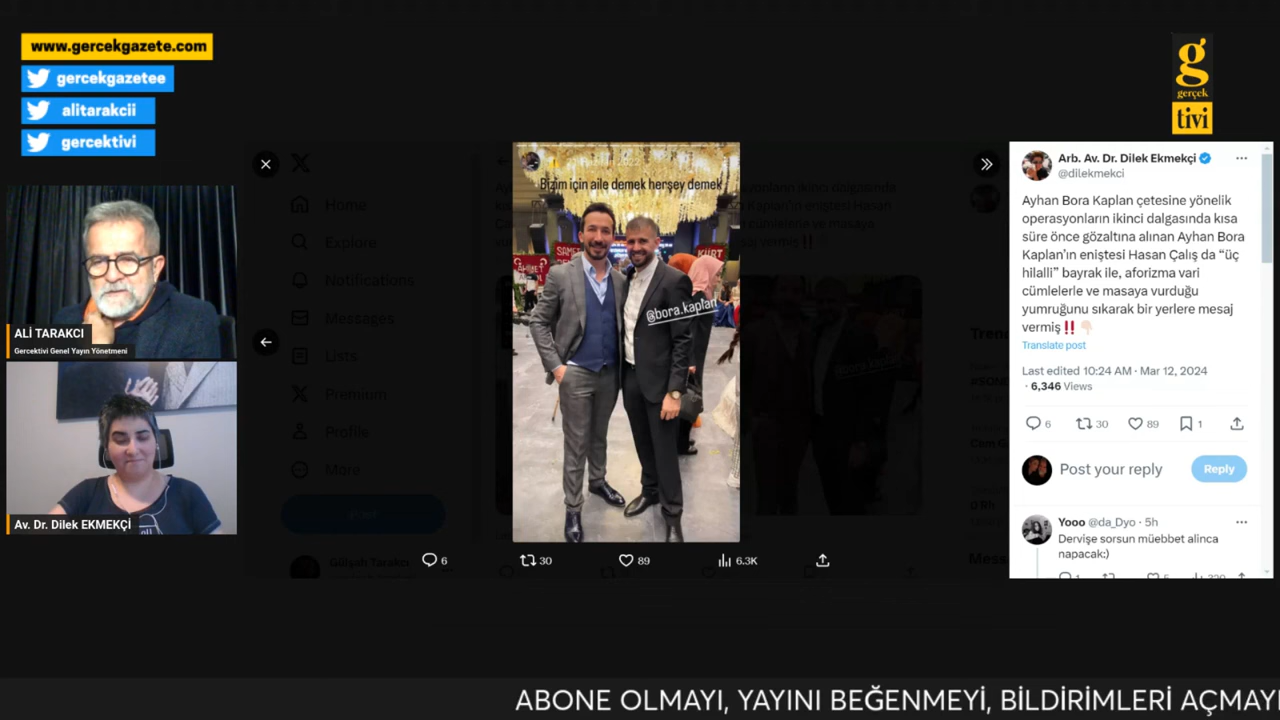 www.gercekgazete.com
gercekgazetee
alitarakcii
gercektivi
g
gerçek
tivi
ALİ TARAKCI
Gercektivi Genel Yayın Yönetmeni
Av. Dr. Dilek EKMEKÇİ
Home
Explore
Notifications
Messages
Lists
Premium
Profile
More
Bizim için aile demek herşey demek
@bora.kaplan
6
30
89
6.3K
Arb. Av. Dr. Dilek Ekmekçi
@dilekmekci
Ayhan Bora Kaplan çetesine yönelik
operasyonların ikinci dalgasında kısa
süre önce gözaltına alınan Ayhan Bora
Kaplan'ın eniştesi Hasan Çalış da “üç
hilalli” bayrak ile, aforizma vari
cümlelerle ve masaya vurduğu
yumruğunu sıkarak bir yerlere mesaj
vermiş‼️
Translate post
Last edited 10:24 AM · Mar 12, 2024
· 6,346 Views
6 30 89 1
Post your reply
Reply
Yooo @da_Dyo · 5h
Dervişe sorsun müebbet alinca
napacak:)
ABONE OLMAYI, YAYINI BEĞENMEYİ, BİLDİRİMLERİ AÇMAYI